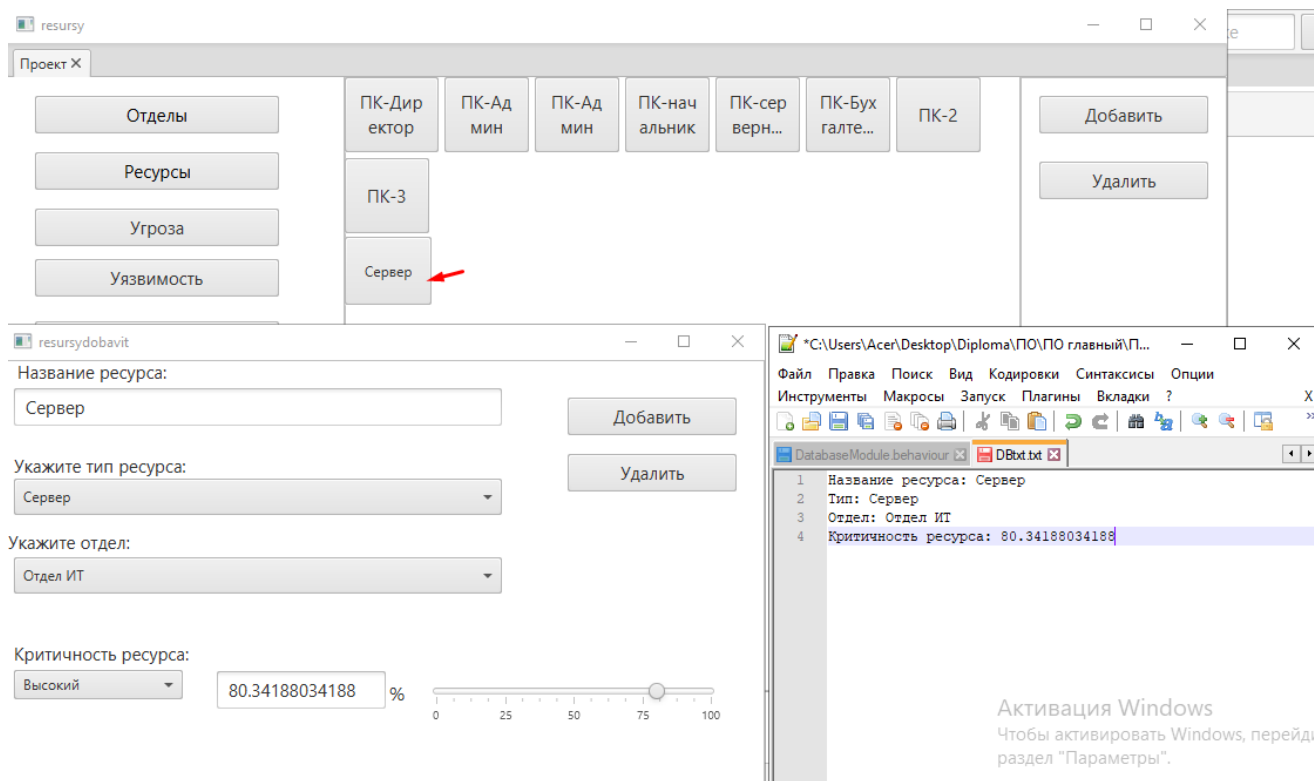 resursy
Проект
Отделы
Ресурсы
Угроза
Уязвимость
ПК-Дир
ектор
ПК-Ад
мин
ПК-Ад
мин
ПК-нач
альник
ПК-сер
верн...
ПК-Бух
галте...
ПК-2
ПК-3
Сервер
Добавить
Удалить
resursydobavit
Название ресурса:
Сервер
Добавить
Удалить
Укажите тип ресурса:
Сервер
Укажите отдел:
Отдел ИТ
Критичность ресурса:
Высокий
80.34188034188 %
0 25 50 75 100
*C:\Users\Acer\Desktop\Diploma\ПО\ПО главный\П...
Файл Правка Поиск Вид Кодировки Синтаксисы Опции
Инструменты Макросы Запуск Плагины Вкладки ? X
DatabaseModule.behaviour DBtxt.txt
1 Название ресурса: Сервер
2 Тип: Сервер
3 Отдел: Отдел ИТ
4 Критичность ресурса: 80.34188034188
Активация Windows
Чтобы активировать Windows, перейди
раздел "Параметры".